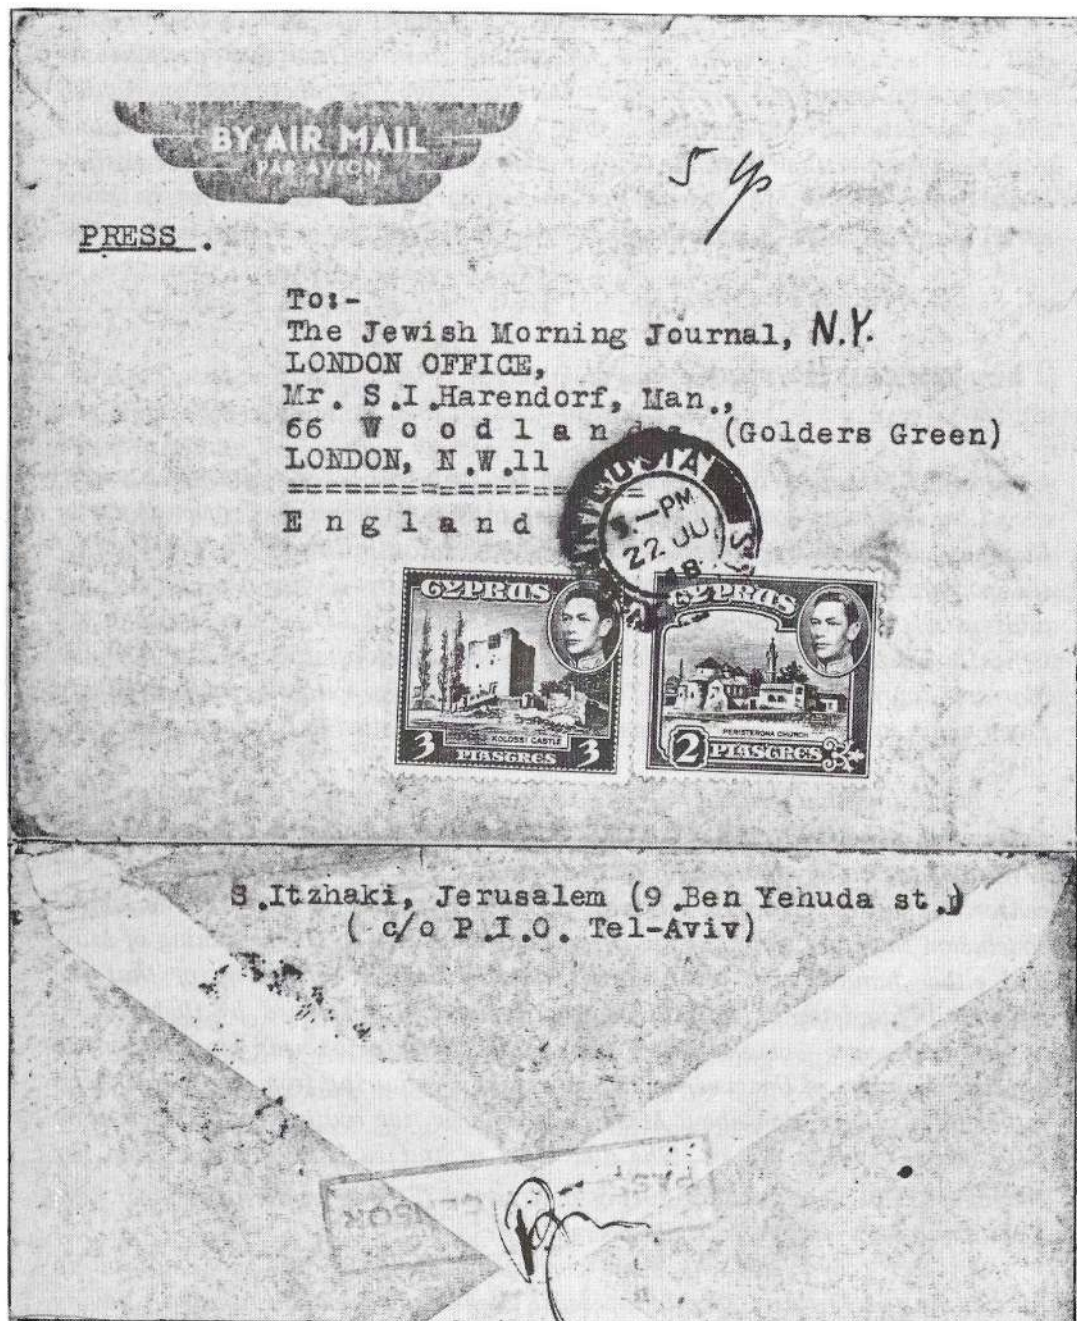 BY AIR MAIL
PAR AVION
5
PRESS .
To:-
The Jewish Morning Journal, N.Y.
LONDON OFFICE,
Mr. S.I.Harendorf, Man.,
66 W o o d l a n d s (Golders Green)
LONDON, N.W.11
====================
E n g l a n d
—PM
22 JU
48
CYPRUS
KOLOSSI CASTLE
3 PIASTRES 3
CYPRUS
PERISTERONA CHURCH
2 PIASTRES
S.Itzhaki, Jerusalem (9.Ben Yehuda st.)
( c/o P.I.O. Tel-Aviv)